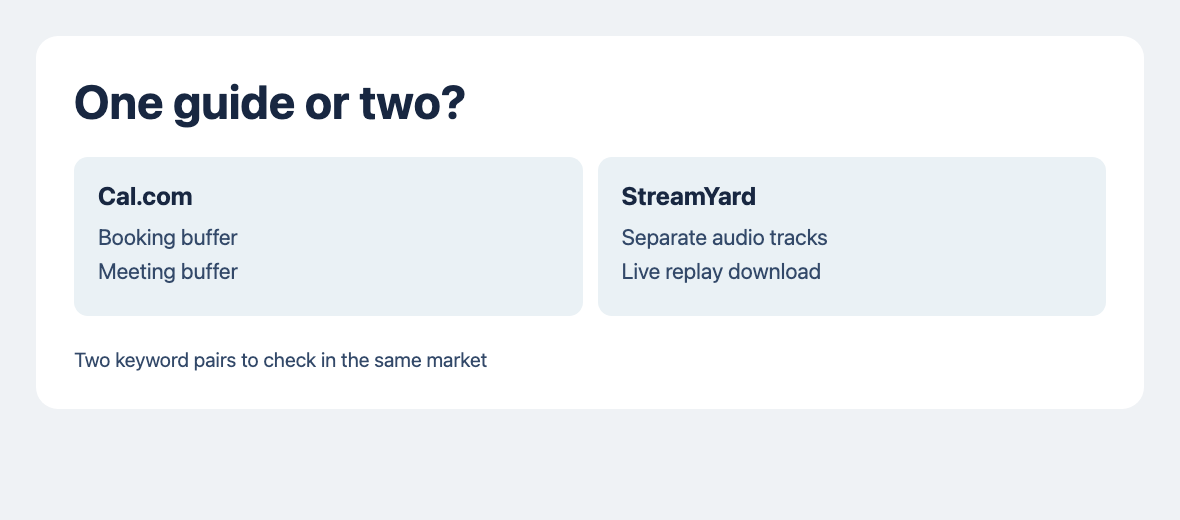 One guide or two?
Cal.com
Booking buffer
Meeting buffer
StreamYard
Separate audio tracks
Live replay download
Two keyword pairs to check in the same market